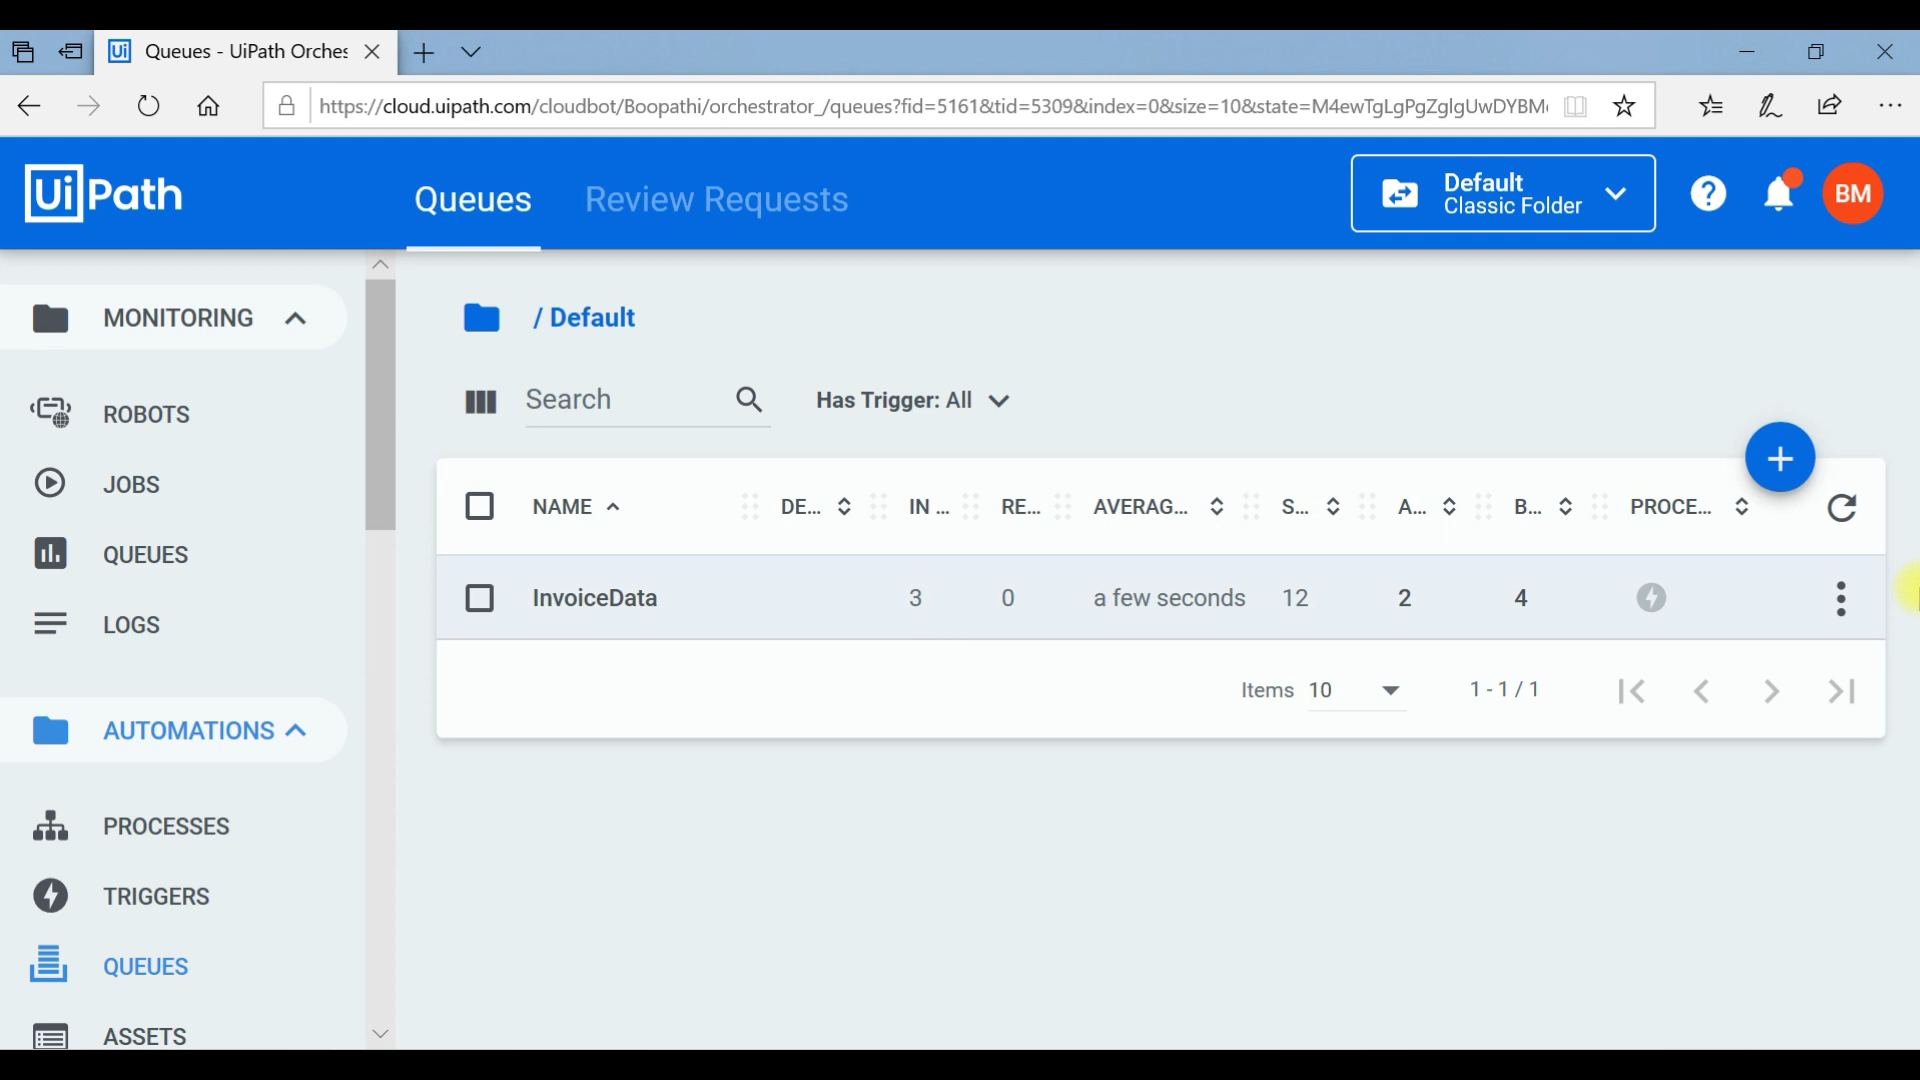 Ui Queues - UiPath Orches
https://cloud.uipath.com/cloudbot/Boopathi/orchestrator_/queues?fid=5161&tid=5309&index=0&size=10&state=M4ewTgLgPgZglgUwDYBM
UiPath
Queues
Review Requests
Default
Classic Folder
?
BM
MONITORING
ROBOTS
JOBS
QUEUES
LOGS
AUTOMATIONS
PROCESSES
TRIGGERS
QUEUES
ASSETS
/ Default
Search
Has Trigger: All
+
NAME DE... IN ... RE... AVERAG... S... A... B... PROCE...
InvoiceData 3 0 a few seconds 12 2 4
Items 10 1 - 1 / 1